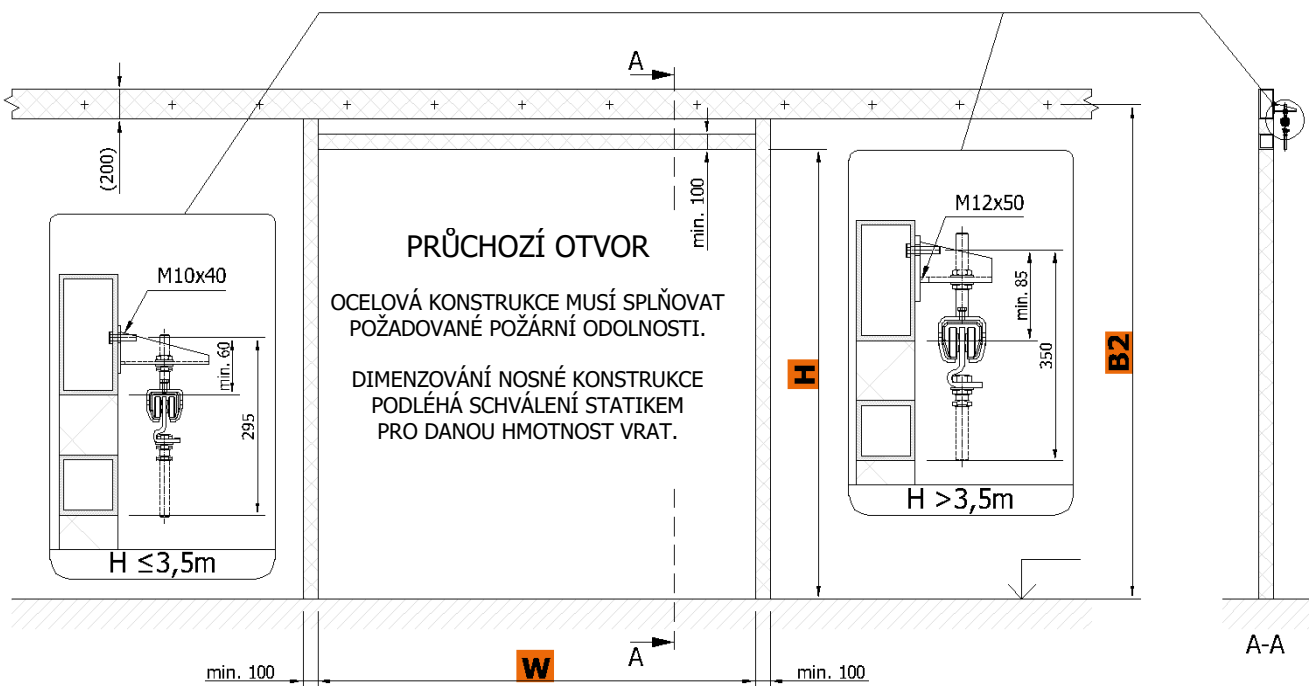 A
(200)
min. 100
M10x40
min. 60
295
H ≤3,5m
PRŮCHOZÍ OTVOR
OCELOVÁ KONSTRUKCE MUSÍ SPLŇOVAT
POŽADOVANÉ POŽÁRNÍ ODOLNOSTI.
DIMENZOVÁNÍ NOSNÉ KONSTRUKCE
PODLÉHÁ SCHVÁLENÍ STATIKEM
PRO DANOU HMOTNOST VRAT.
H
M12x50
min. 85
350
H >3,5m
B2
A
A-A
min. 100
W
min. 100